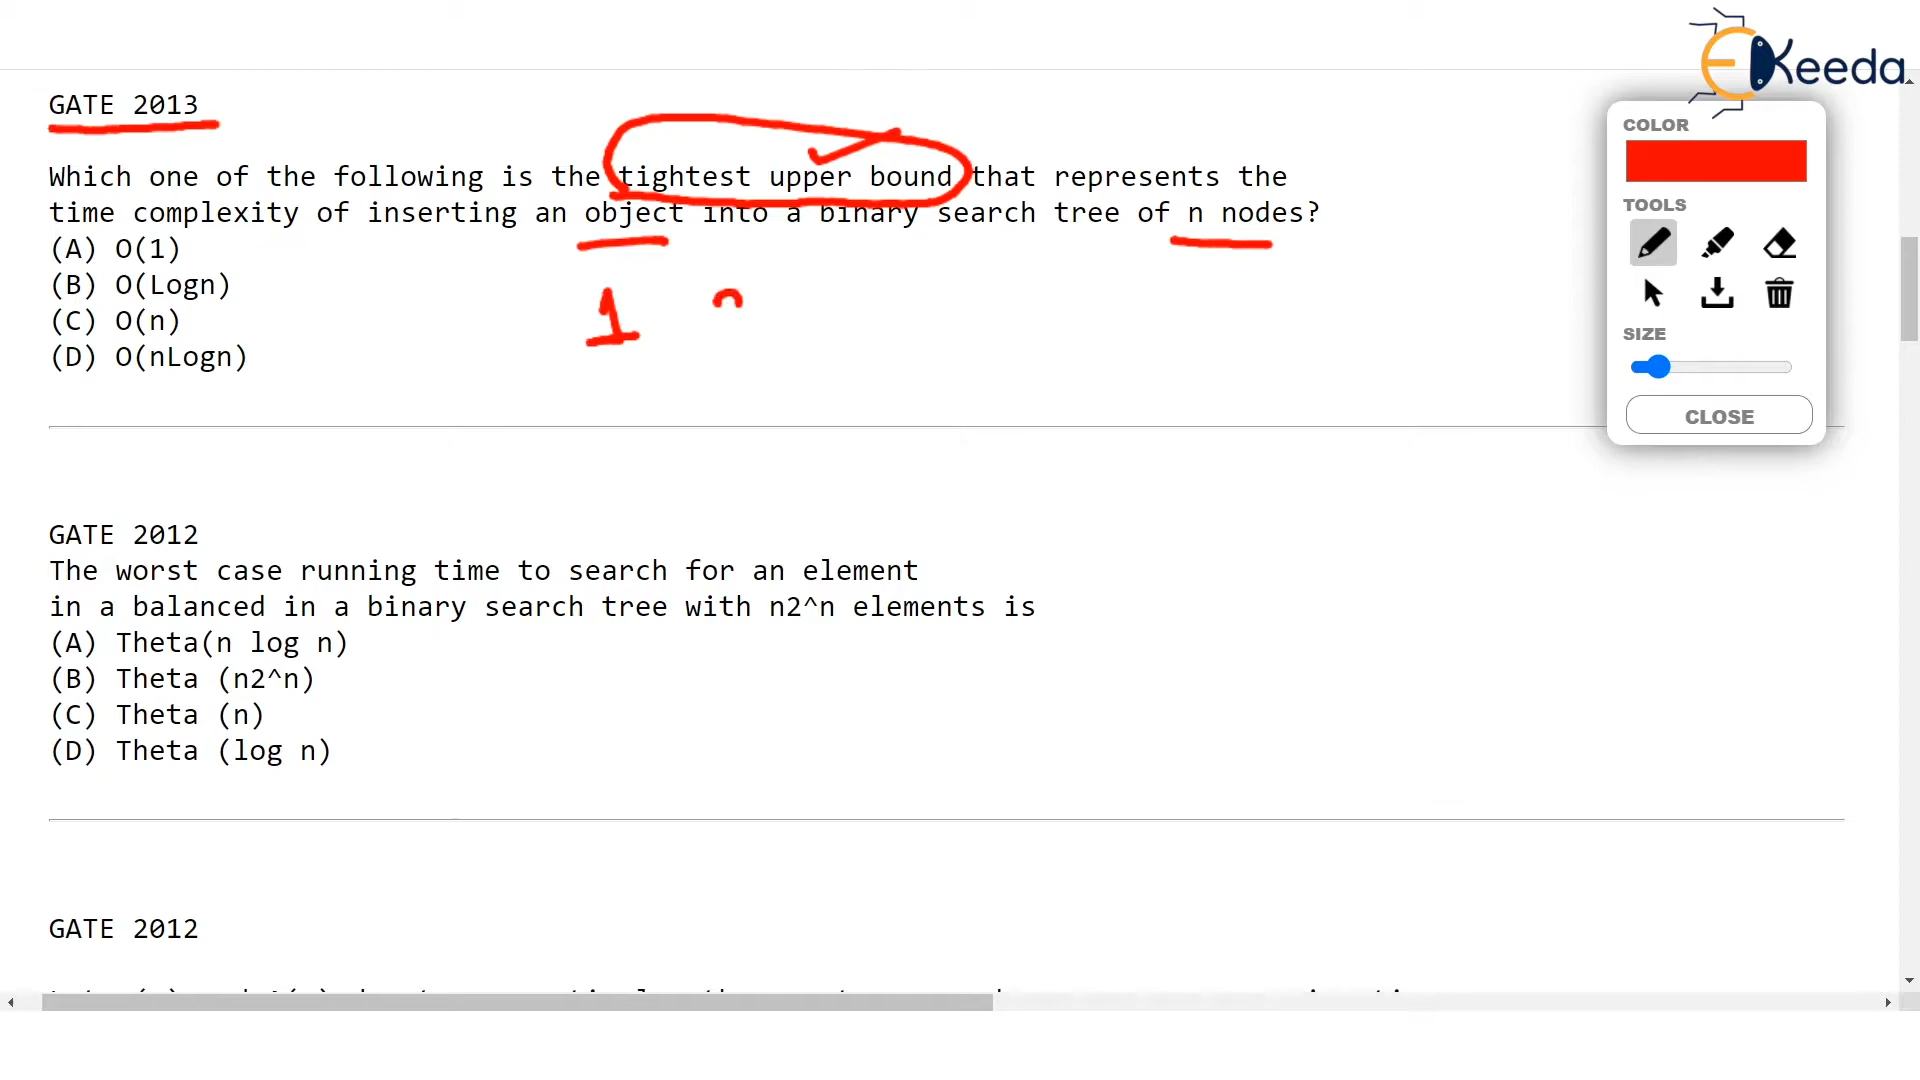 EKeeda
GATE 2013
Which one of the following is the tightest upper bound that represents the
time complexity of inserting an object into a binary search tree of n nodes?
(A) O(1)
(B) O(Logn)
(C) O(n)
(D) O(nLogn)
1
COLOR
TOOLS
SIZE
CLOSE
GATE 2012
The worst case running time to search for an element
in a balanced in a binary search tree with n2^n elements is
(A) Theta(n log n)
(B) Theta (n2^n)
(C) Theta (n)
(D) Theta (log n)
GATE 2012